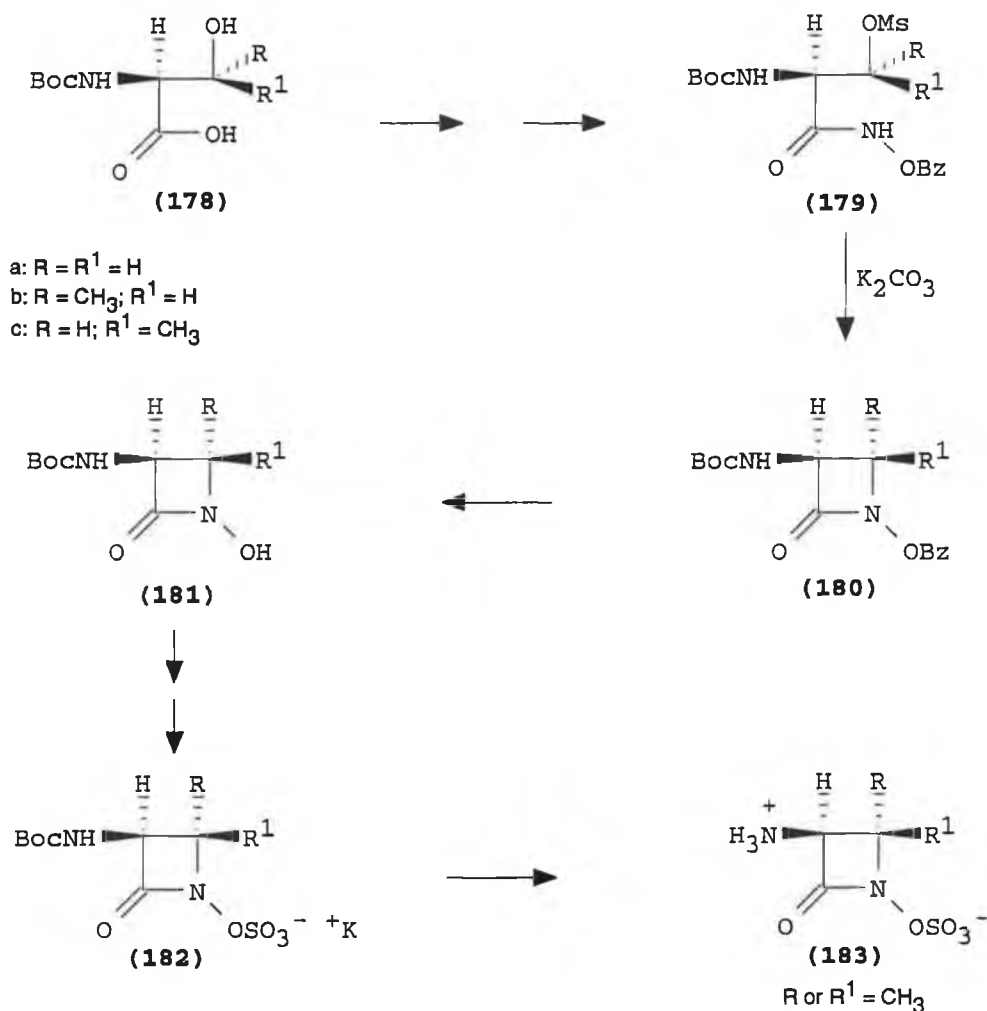 H OH
R
BocNH R¹
OH
O
(178)
OMs
H R
BocNH R¹
NH
O OBz
(179)
a: R = R¹ = H
b: R = CH₃; R¹ = H
c: R = H; R¹ = CH₃
K₂CO₃
H R
BocNH R¹
N
O OH
(181)
H R
BocNH R¹
N
O OBz
(180)
H R
BocNH R¹
N
O OSO₃⁻ ⁺K
(182)
H R
+
H₃N R¹
N
O OSO₃⁻
(183)
R or R¹ = CH₃